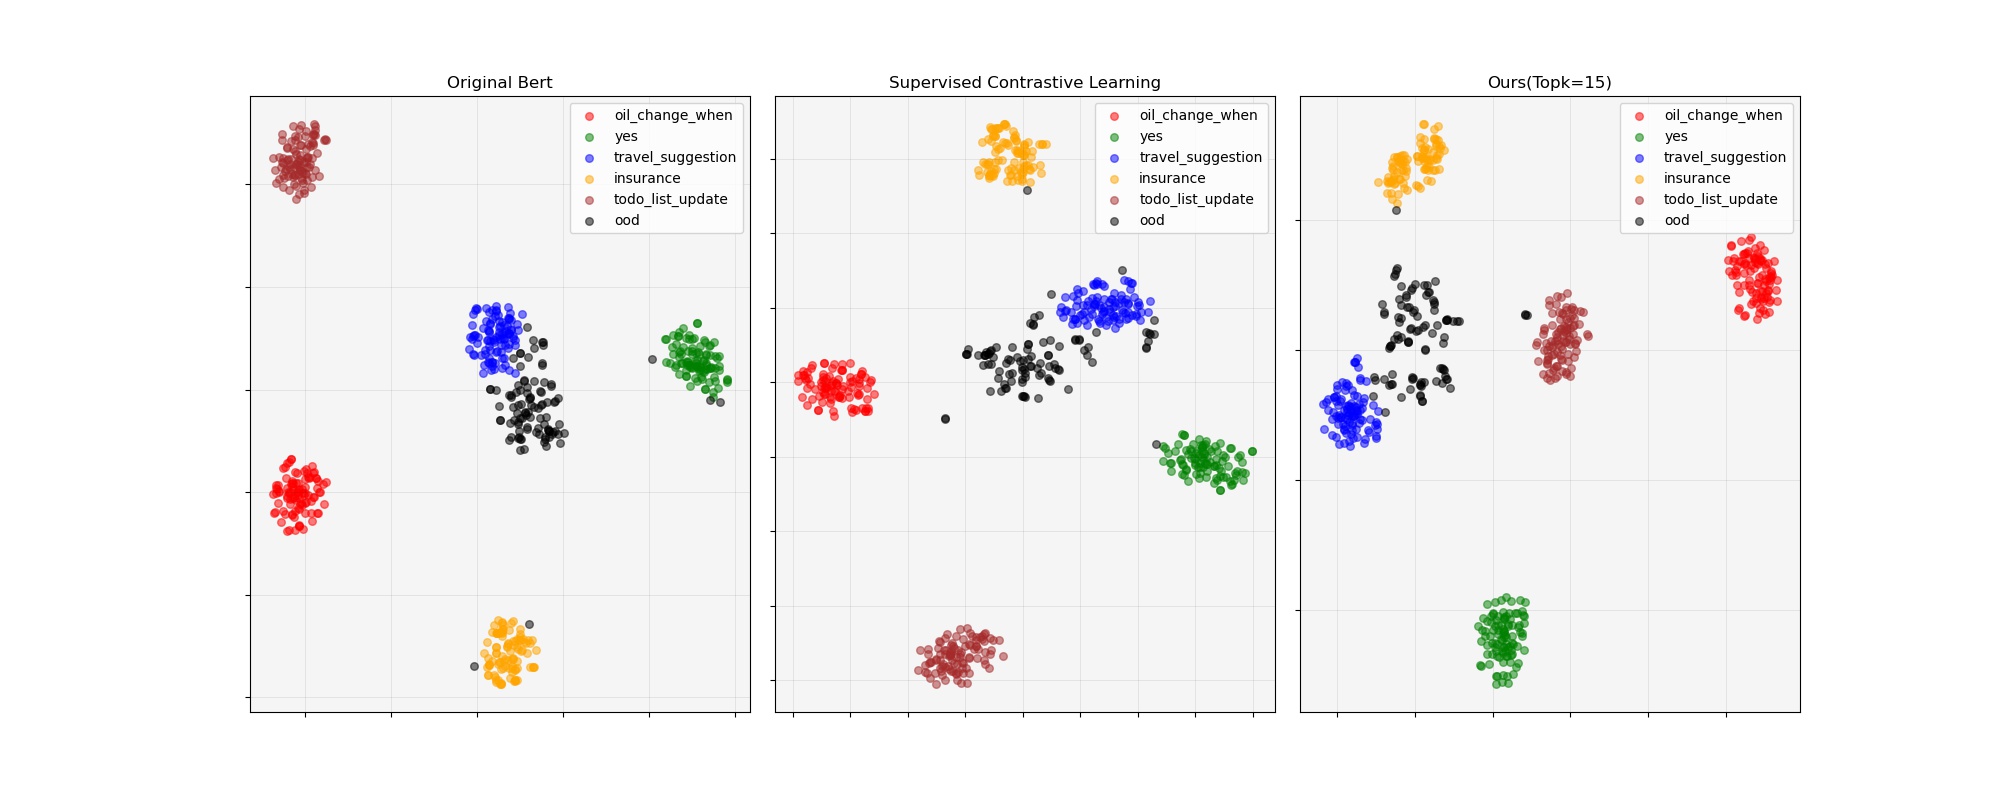 Original Bert
oil_change_when
yes
travel_suggestion
insurance
todo_list_update
ood
Supervised Contrastive Learning
oil_change_when
yes
travel_suggestion
insurance
todo_list_update
ood
Ours(Topk=15)
oil_change_when
yes
travel_suggestion
insurance
todo_list_update
ood